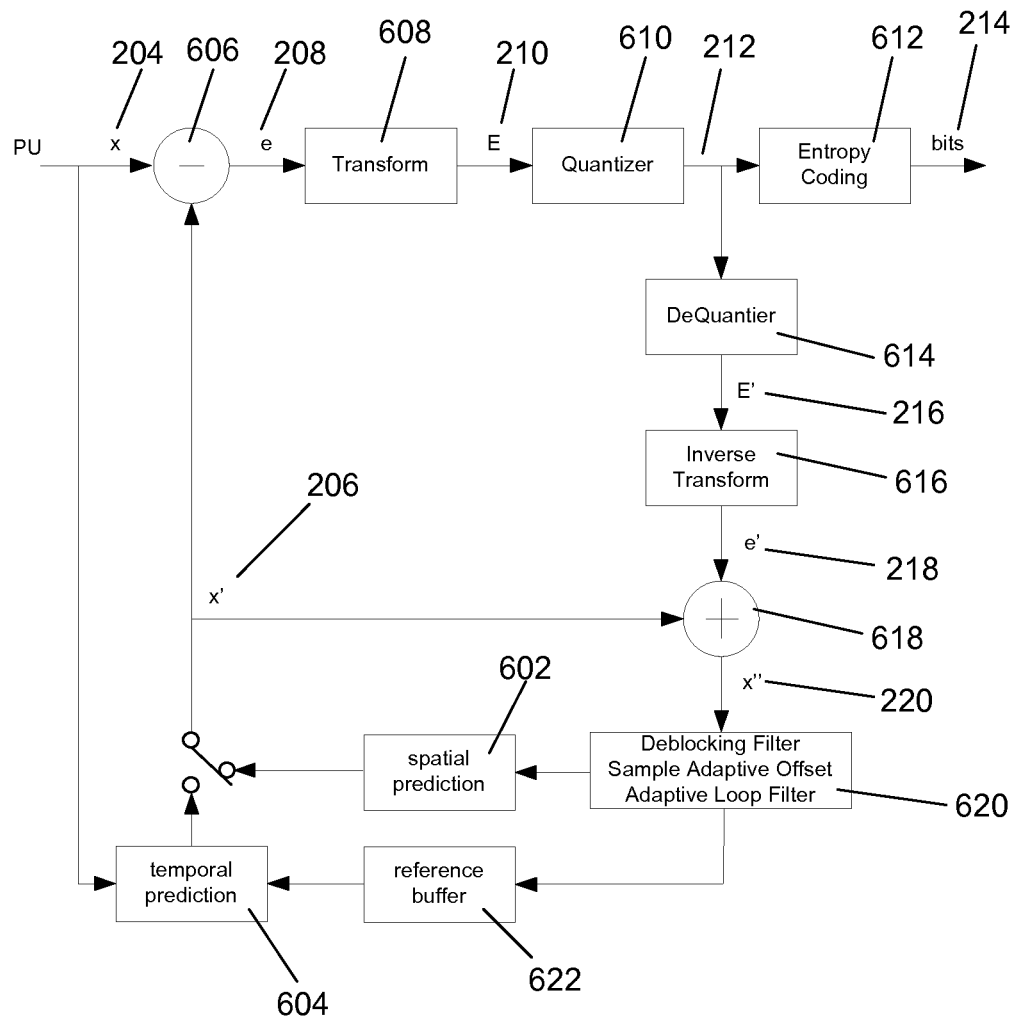 204
606
208
608
210
610
212
612
214
PU
x
−
e
Transform
E
Quantizer
Entropy
Coding
bits
DeQuantier
614
E’
216
Inverse
Transform
616
206
e’
218
x’
+
618
602
x’’
220
spatial
prediction
Deblocking Filter
Sample Adaptive Offset
Adaptive Loop Filter
620
temporal
prediction
reference
buffer
604
622